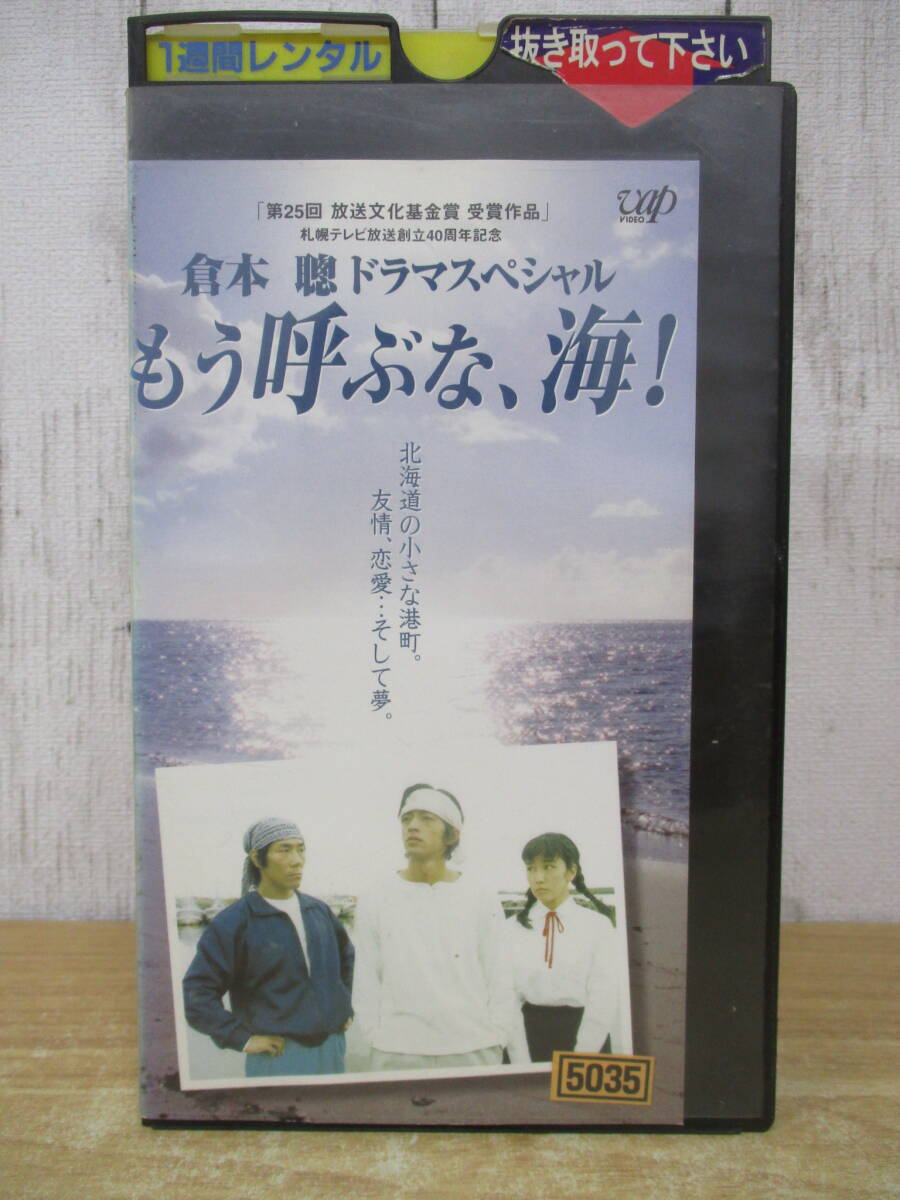 1週間レンタル
抜き取って下さい
「第25回 放送文化基金賞 受賞作品」
vap
VIDEO
札幌テレビ放送創立40周年記念
倉本 聰 ドラマスペシャル
もう呼ぶな、海!
北海道の小さな港町。
友情、恋愛…そして夢。
5035